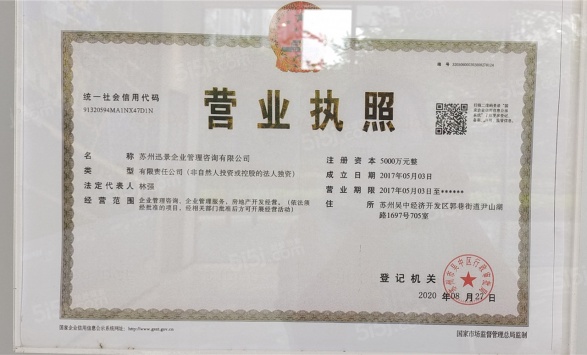 编 号
统一社会信用代码
91320594MA1NX47D1N
营业执照
名 称 苏州迅景企业管理咨询有限公司
类 型 有限责任公司（非自然人投资或控股的法人独资）
法定代表人 林强
经营范围 企业管理咨询、企业管理服务，房地产开发经营。（依法须
经批准的项目，经相关部门批准后方可开展经营活动）
注册资本 5000万元整
成立日期 2017年05月03日
营业期限 2017年05月03日至******
住 所 苏州吴中经济开发区郭巷街道尹山湖
路1697号705室
登记机关
2020 年 08 月 27 日
国家企业信用信息公示系统网址：http://www.gsxt.gov.cn
国家市场监督管理总局监制